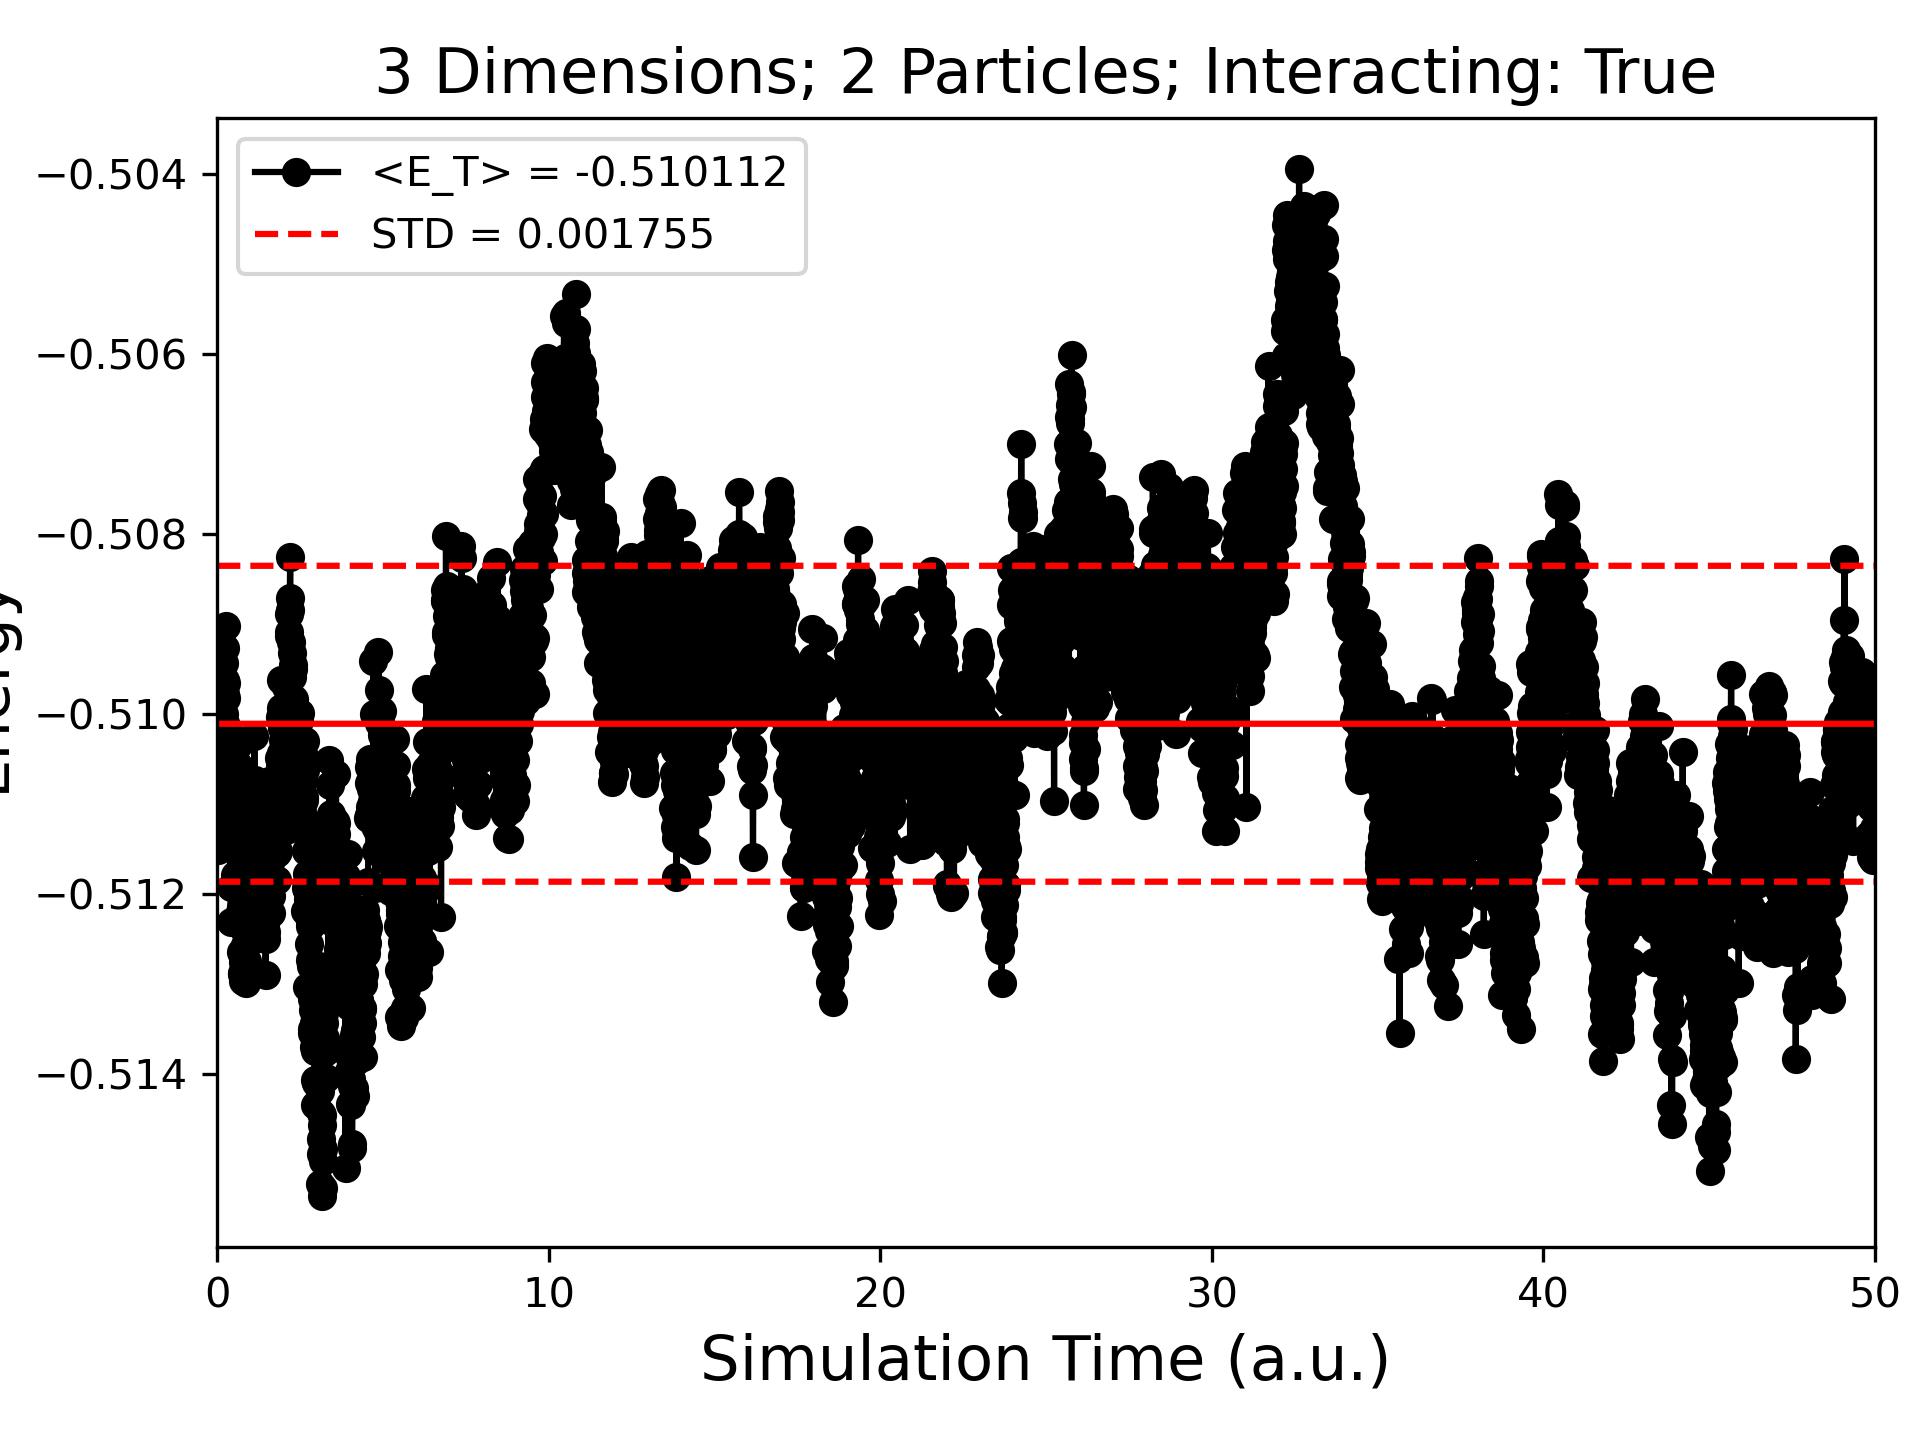 3 Dimensions; 2 Particles; Interacting: True
<E_T> = -0.510112
STD = 0.001755
−0.504
−0.506
−0.508
−0.510
−0.512
−0.514
Energy
0 10 20 30 40 50
Simulation Time (a.u.)